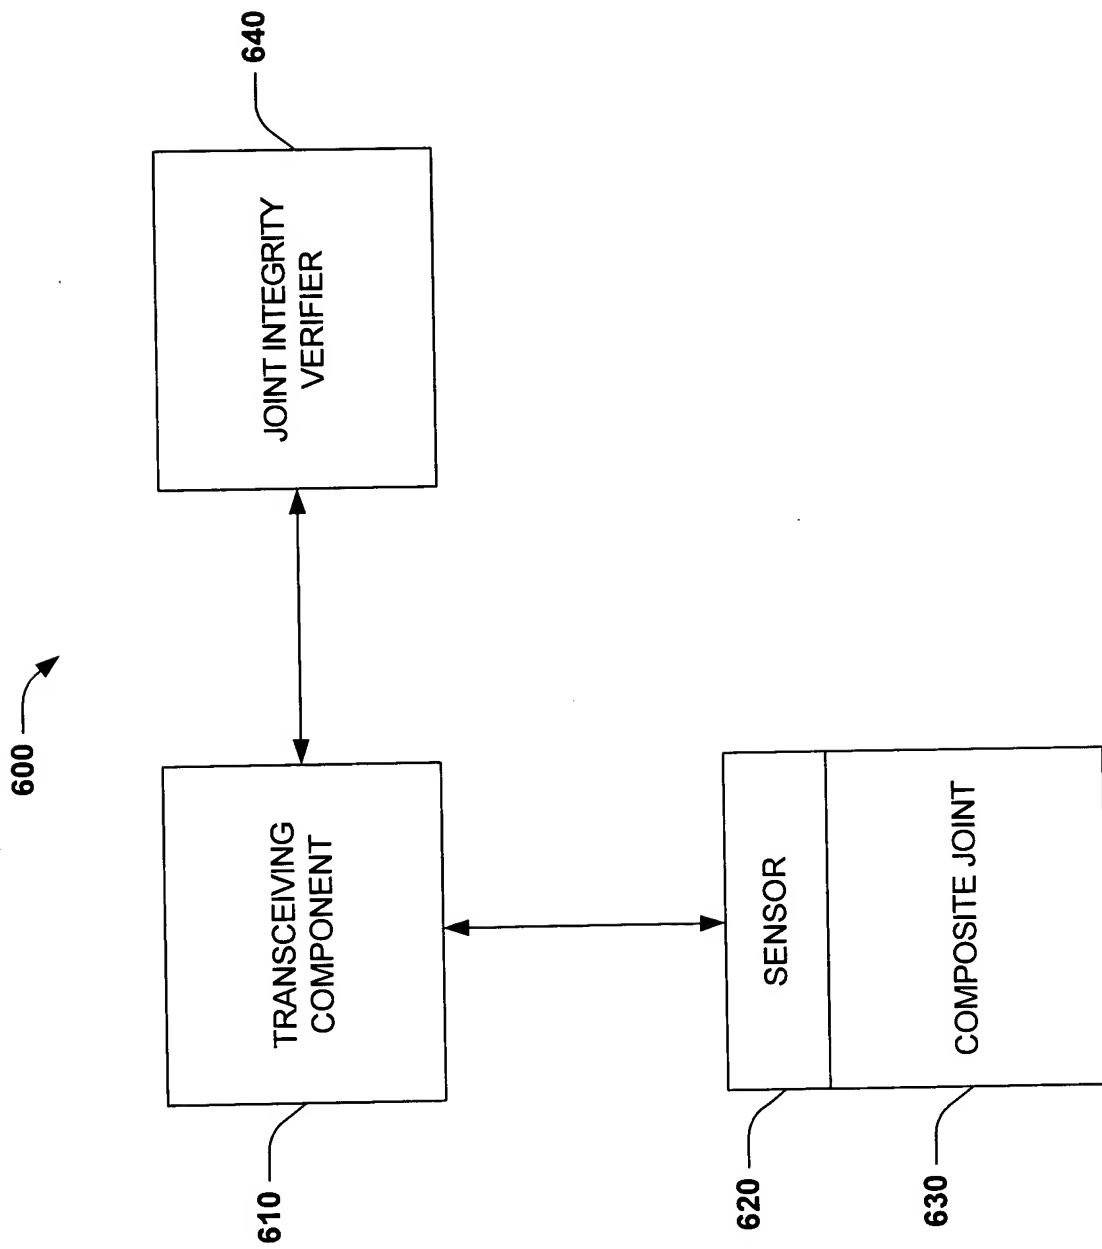 600
TRANSCEIVING
COMPONENT
610
JOINT INTEGRITY
VERIFIER
640
SENSOR
620
COMPOSITE JOINT
630